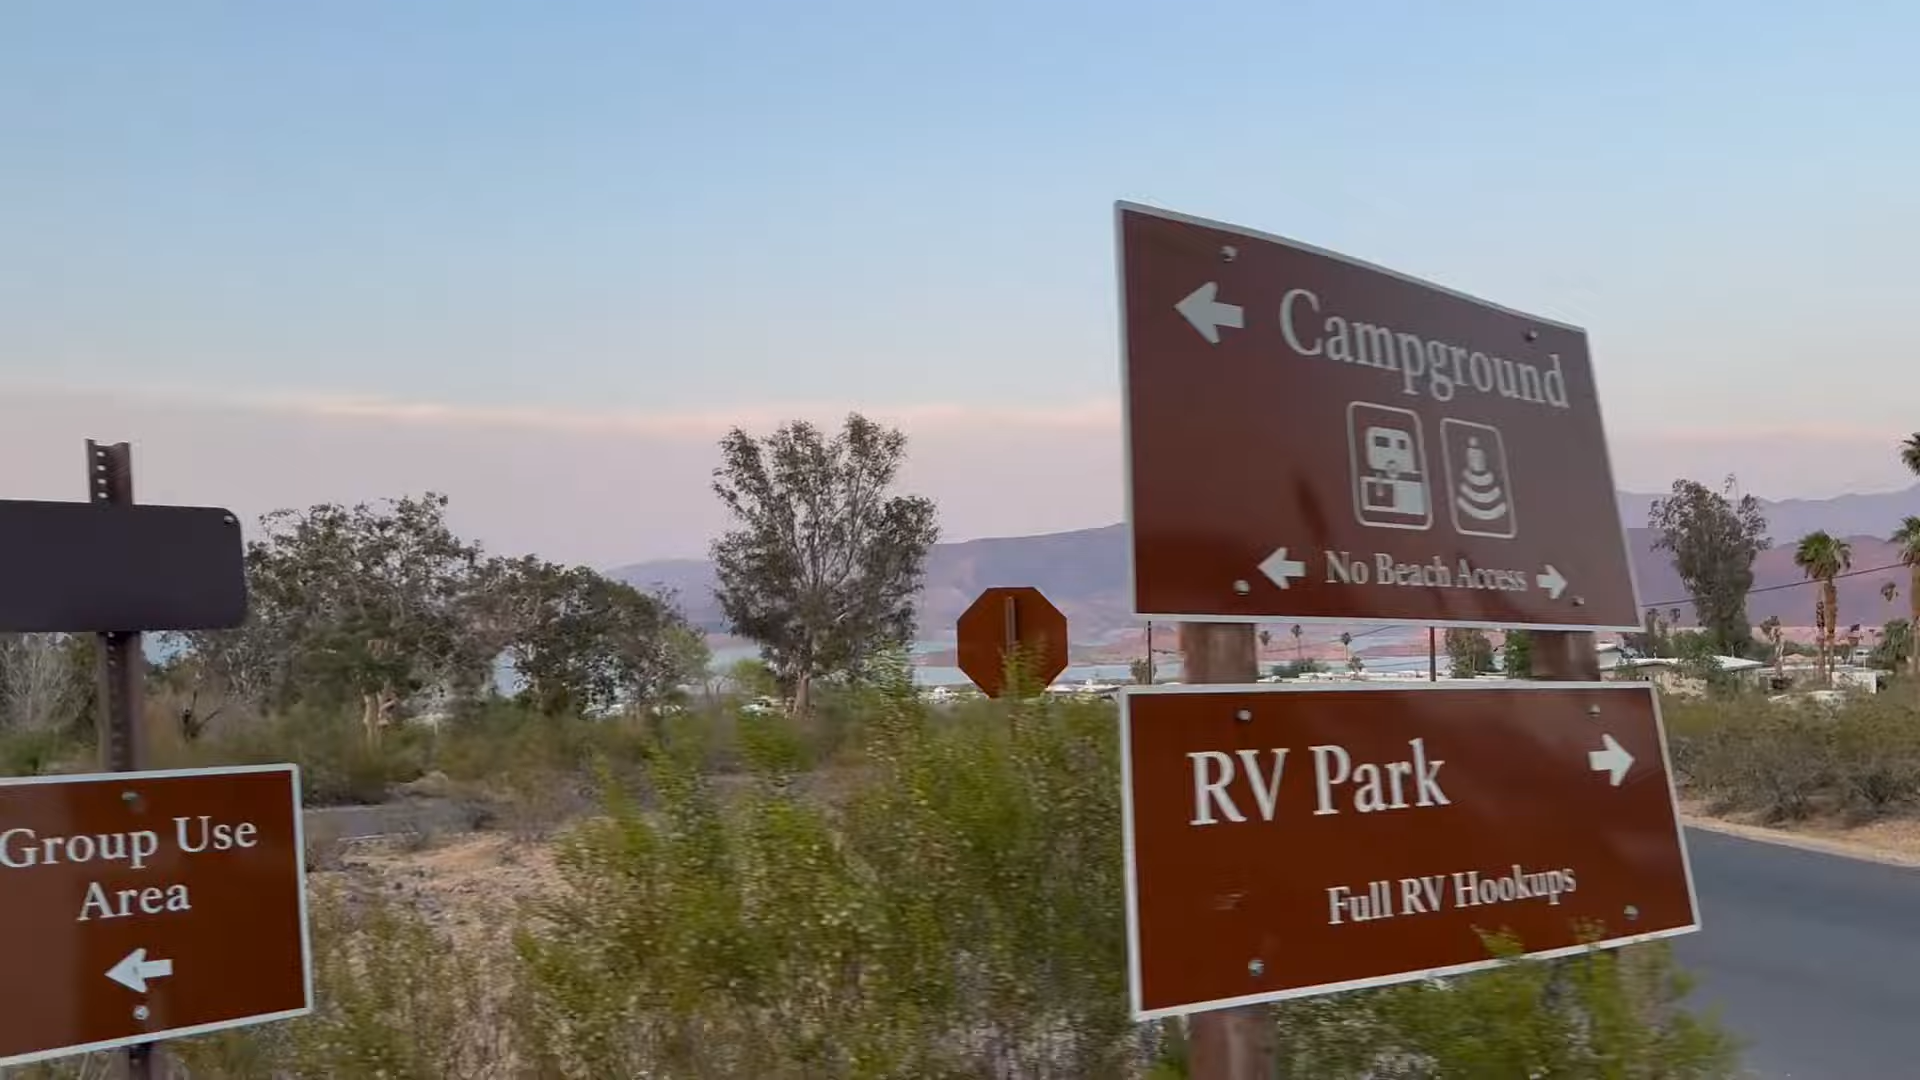 Campground
No Beach Access
RV Park
Full RV Hookups
Group Use
Area